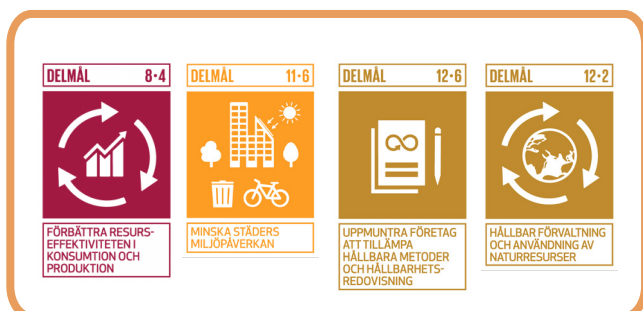 DELMÅL 8·4
FÖRBÄTTRA RESURS-
EFFEKTIVITETEN I
KONSUMTION OCH
PRODUKTION
DELMÅL 11·6
MINSKA STÄDERS
MILJÖPÅVERKAN
DELMÅL 12·6
UPPMUNTRA FÖRETAG
ATT TILLÄMPA
HÅLLBARA METODER
OCH HÅLLBARHETS-
REDOVISNING
DELMÅL 12·2
HÅLLBAR FÖRVALTNING
OCH ANVÄNDNING AV
NATURRESURSER